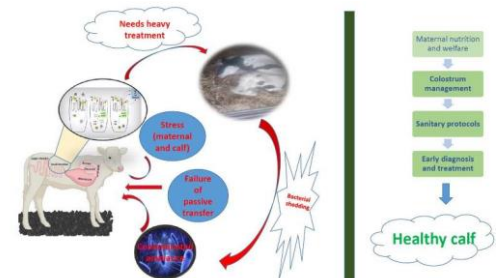 Needs heavy
treatment
Stress
(maternal
and calf)
Failure
of
passive
transfer
Bacterial
shedding
Maternal nutrition
and welfare
Colostrum
management
Sanitary protocols
Early diagnosis
and treatment
Healthy calf